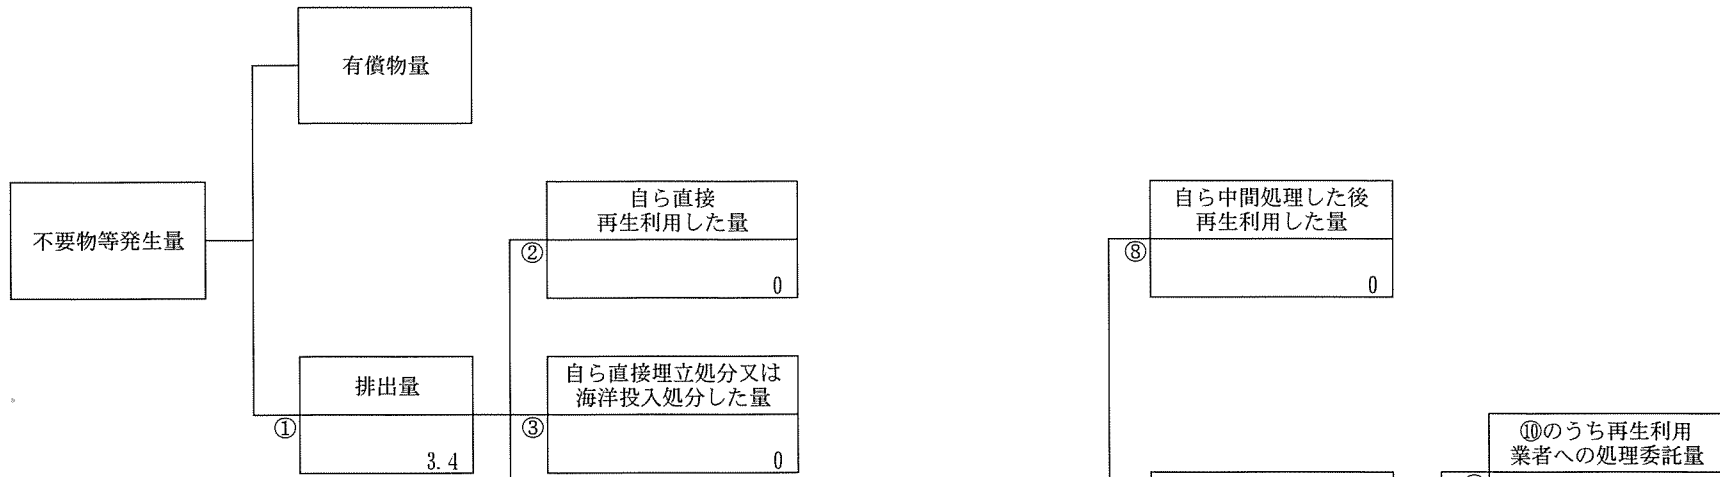 有償物量
不要物等発生量
自ら直接
再生利用した量
②
0
自ら中間処理した後
再生利用した量
⑧
0
排出量
①
3.4
自ら直接埋立処分又は
海洋投入処分した量
③
0
⑩のうち再生利用
業者への処理委託量